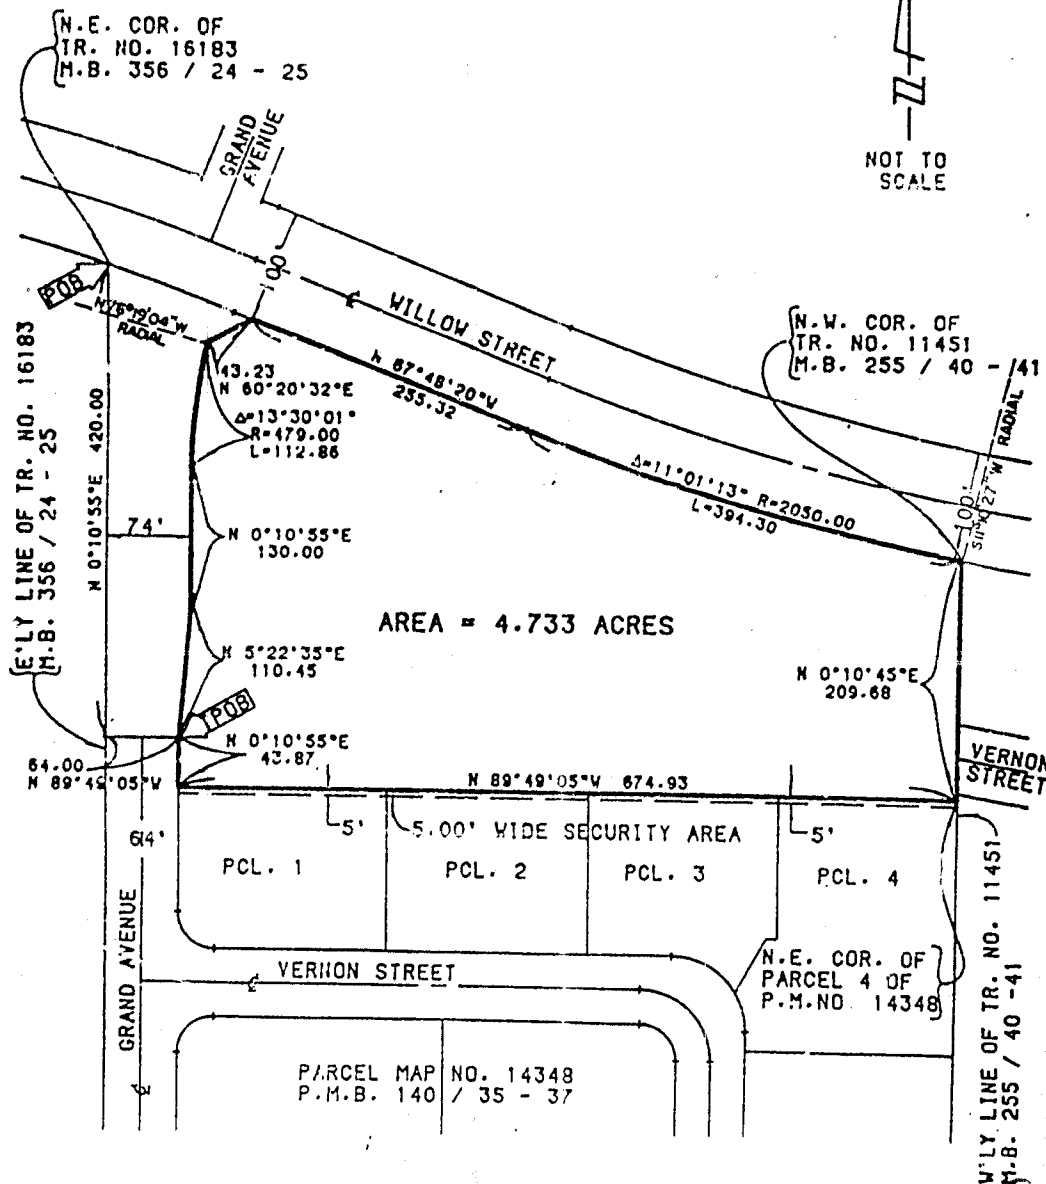 N.E. COR. OF
TR. NO. 16183
M.B. 356 / 24 - 25
GRAND
AVENUE
NOT TO
SCALE
N
100'
POB
N 76°19'04"W
RADIAL
WILLOW STREET
N.W. COR. OF
TR. NO. 11451
M.B. 255 / 40 - 41
RADIAL
100'
43.23
N 60°20'32"E
Δ=13°30'01"
R=479.00
L=112.86
N 67°48'20"W
255.32
Δ=11°01'13" R=2050.00
L=394.30
E'LY LINE OF TR. NO. 16183
M.B. 356 / 24 - 25
N 0°10'55"E 420.00
74'
N 0°10'55"E
130.00
AREA = 4.733 ACRES
N 5°22'35"E
110.45
N 0°10'45"E
209.68
TPOB
N 0°10'55"E
43.87
64.00
N 89°49'05"W
N 89°49'05"W 674.93
VERNON
STREET
64'
5'
5.00' WIDE SECURITY AREA
5'
PCL. 1
PCL. 2
PCL. 3
PCL. 4
GRAND AVENUE
VERNON STREET
N.E. COR. OF
PARCEL 4 OF
P.M.NO. 14348
PARCEL MAP NO. 14348
P.M.B. 140 / 35 - 37
W'LY LINE OF TR. NO. 11451
M.B. 255 / 40 -41